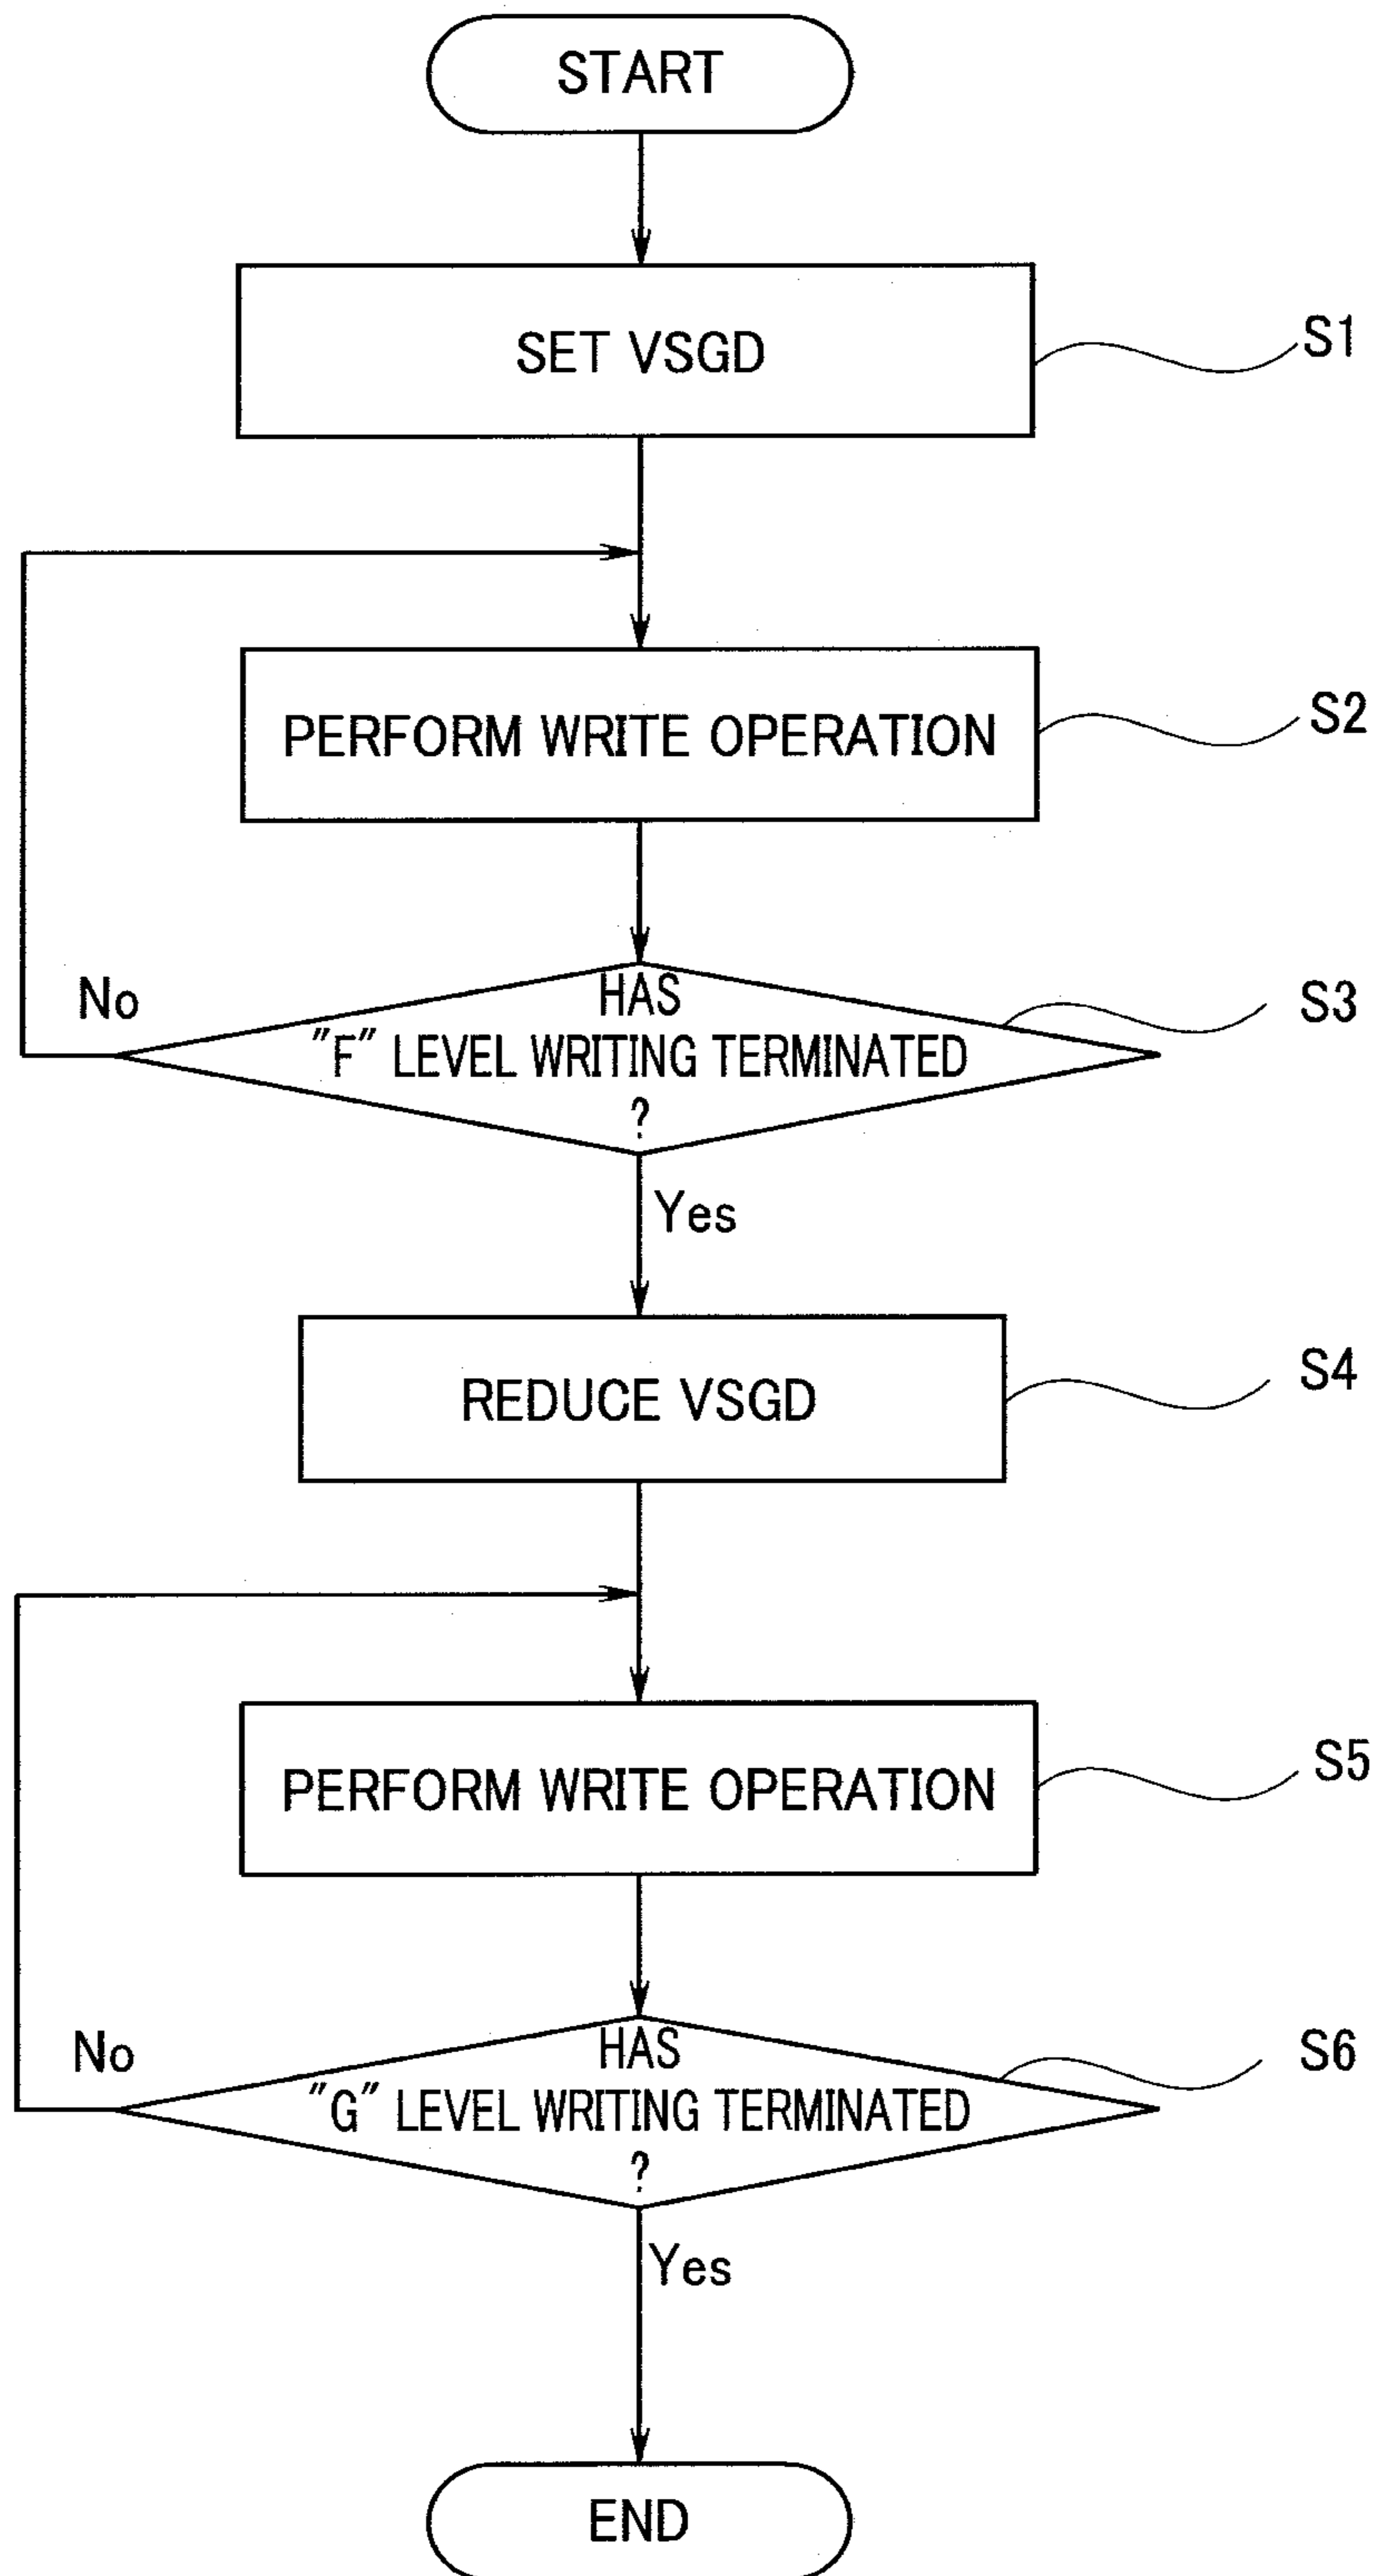 START
SET VSGD
S1
PERFORM WRITE OPERATION
S2
HAS
"F" LEVEL WRITING TERMINATED
?
S3
No
Yes
REDUCE VSGD
S4
PERFORM WRITE OPERATION
S5
HAS
"G" LEVEL WRITING TERMINATED
?
S6
No
Yes
END